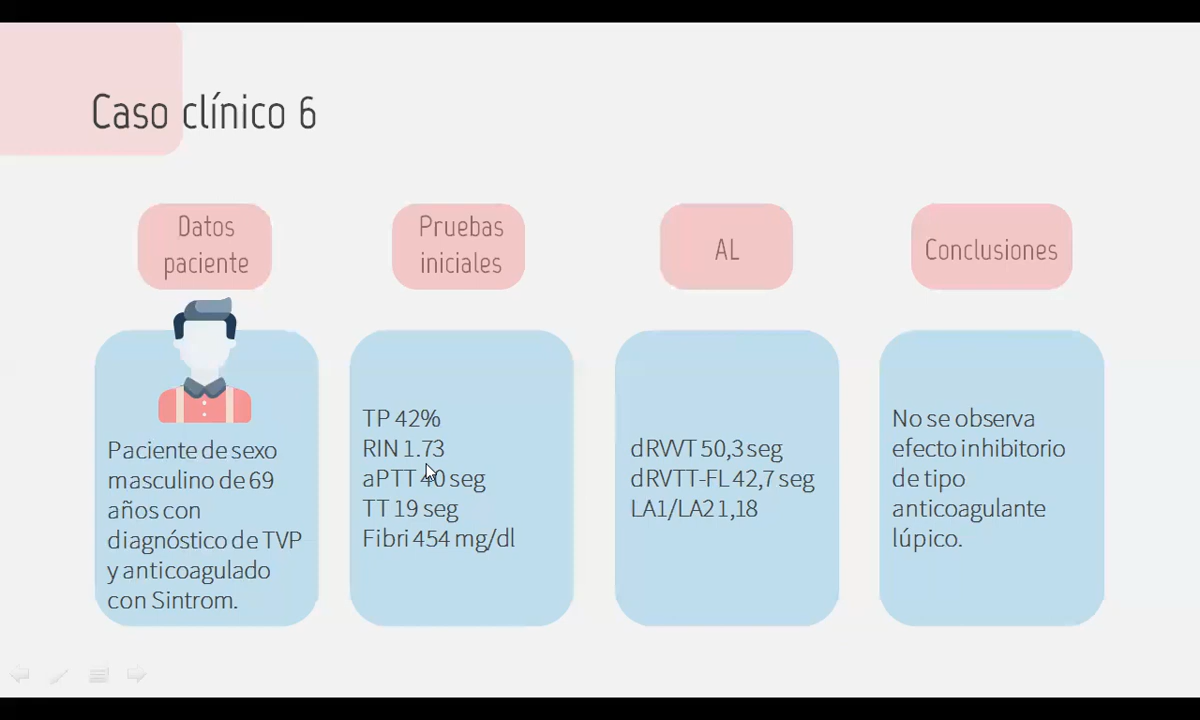 Caso clínico 6
Datos
paciente
Paciente de sexo
masculino de 69
años con
diagnóstico de TVP
y anticoagulado
con Sintrom.
Pruebas
iniciales
TP 42%
RIN 1.73
aPTT 40 seg
TT 19 seg
Fibri 454 mg/dl
AL
dRVVT 50,3 seg
dRVTT-FL 42,7 seg
LA1/LA2 1,18
Conclusiones
No se observa
efecto inhibitorio
de tipo
anticoagulante
lúpico.